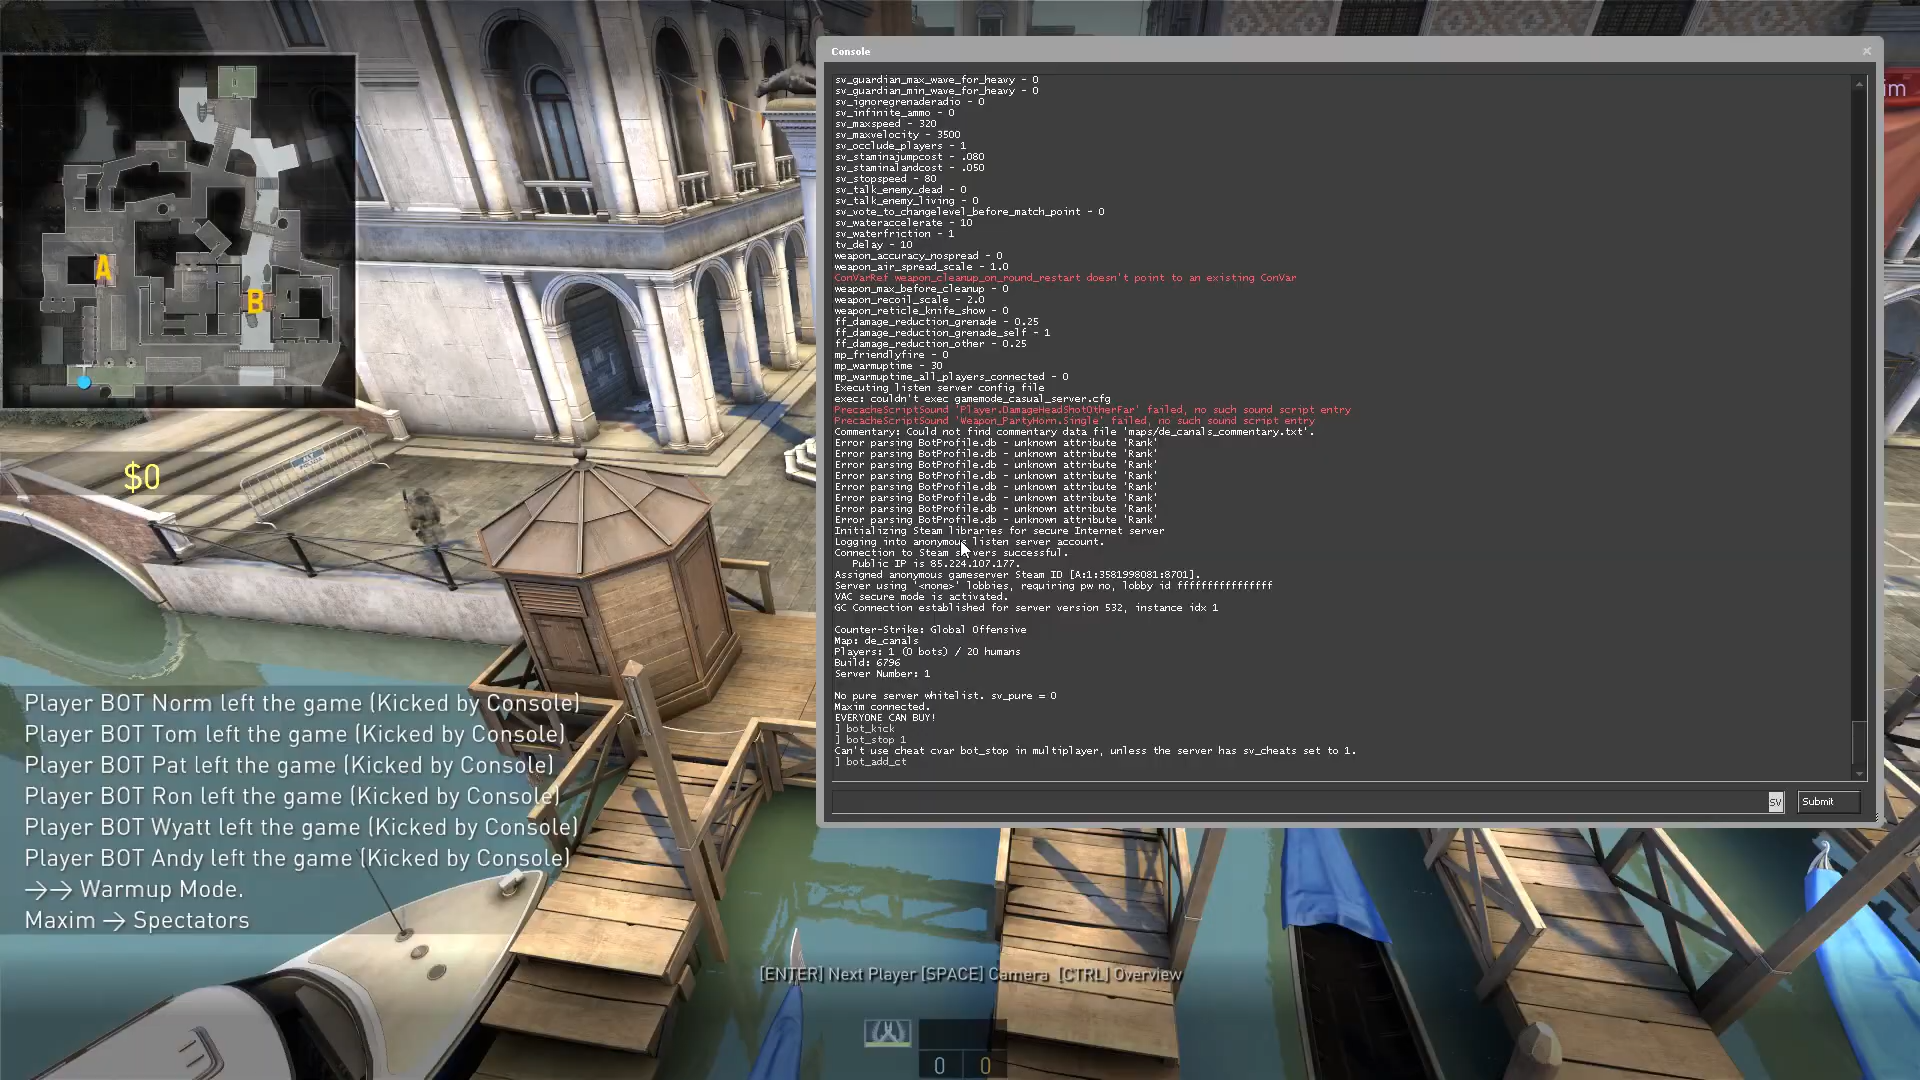 Console
sv_guardian_max_wave_for_heavy - 0
sv_guardian_min_wave_for_heavy - 0
sv_ignoregrenaderadio - 0
sv_infinite_ammo - 0
sv_maxspeed - 320
sv_maxvelocity - 3500
sv_occlude_players - 1
sv_staminajumpcost - .080
sv_staminalandcost - .050
sv_stopspeed - 80
sv_talk_enemy_dead - 0
sv_talk_enemy_living - 0
sv_vote_to_changelevel_before_match_point - 0
sv_wateraccelerate - 10
sv_waterfriction - 1
tv_delay - 10
weapon_accuracy_nospread - 0
weapon_air_spread_scale - 1.0
ConVarRef weapon_cleanup_on_round_restart doesn't point to an existing ConVar
weapon_max_before_cleanup - 0
weapon_recoil_scale - 2.0
weapon_reticle_knife_show - 0
ff_damage_reduction_grenade - 0.25
ff_damage_reduction_grenade_self - 1
ff_damage_reduction_other - 0.25
mp_friendlyfire - 0
mp_warmuptime - 30
mp_warmuptime_all_players_connected - 0
Executing listen server config file
exec: couldn't exec gamemode_casual_server.cfg
PrecacheScriptSound 'Player.DamageHeadShotOtherFar' failed, no such sound script entry
PrecacheScriptSound 'Weapon_PartyHorn.Single' failed, no such sound script entry
Commentary: Could not find commentary data file 'maps/de_canals_commentary.txt'.
Error parsing BotProfile.db - unknown attribute 'Rank'
Error parsing BotProfile.db - unknown attribute 'Rank'
Error parsing BotProfile.db - unknown attribute 'Rank'
Error parsing BotProfile.db - unknown attribute 'Rank'
Error parsing BotProfile.db - unknown attribute 'Rank'
Error parsing BotProfile.db - unknown attribute 'Rank'
Error parsing BotProfile.db - unknown attribute 'Rank'
Error parsing BotProfile.db - unknown attribute 'Rank'
Initializing Steam libraries for secure Internet server
Logging into anonymous listen server account.
Connection to Steam servers successful.
Public IP is 85.224.107.177.
Assigned anonymous gameserver Steam ID [A:1:3581998081:8701].
Server using '<none>' lobbies, requiring pw no, lobby id ffffffffffffffff
VAC secure mode is activated.
GC Connection established for server version 532, instance idx 1
Counter-Strike: Global Offensive
Map: de_canals
Players: 1 (0 bots) / 20 humans
Build: 6796
Server Number: 1
No pure server whitelist. sv_pure = 0
Maxim connected.
EVERYONE CAN BUY!
] bot_kick
] bot_stop 1
Can't use cheat cvar bot_stop in multiplayer, unless the server has sv_cheats set to 1.
] bot_add_ct
sv
Submit
im
A
B
$0
Player BOT Norm left the game (Kicked by Console)
Player BOT Tom left the game (Kicked by Console)
Player BOT Pat left the game (Kicked by Console)
Player BOT Ron left the game (Kicked by Console)
Player BOT Wyatt left the game (Kicked by Console)
Player BOT Andy left the game (Kicked by Console)
→→ Warmup Mode.
Maxim → Spectators
[ENTER] Next Player [SPACE] Camera [CTRL] Overview
0 0